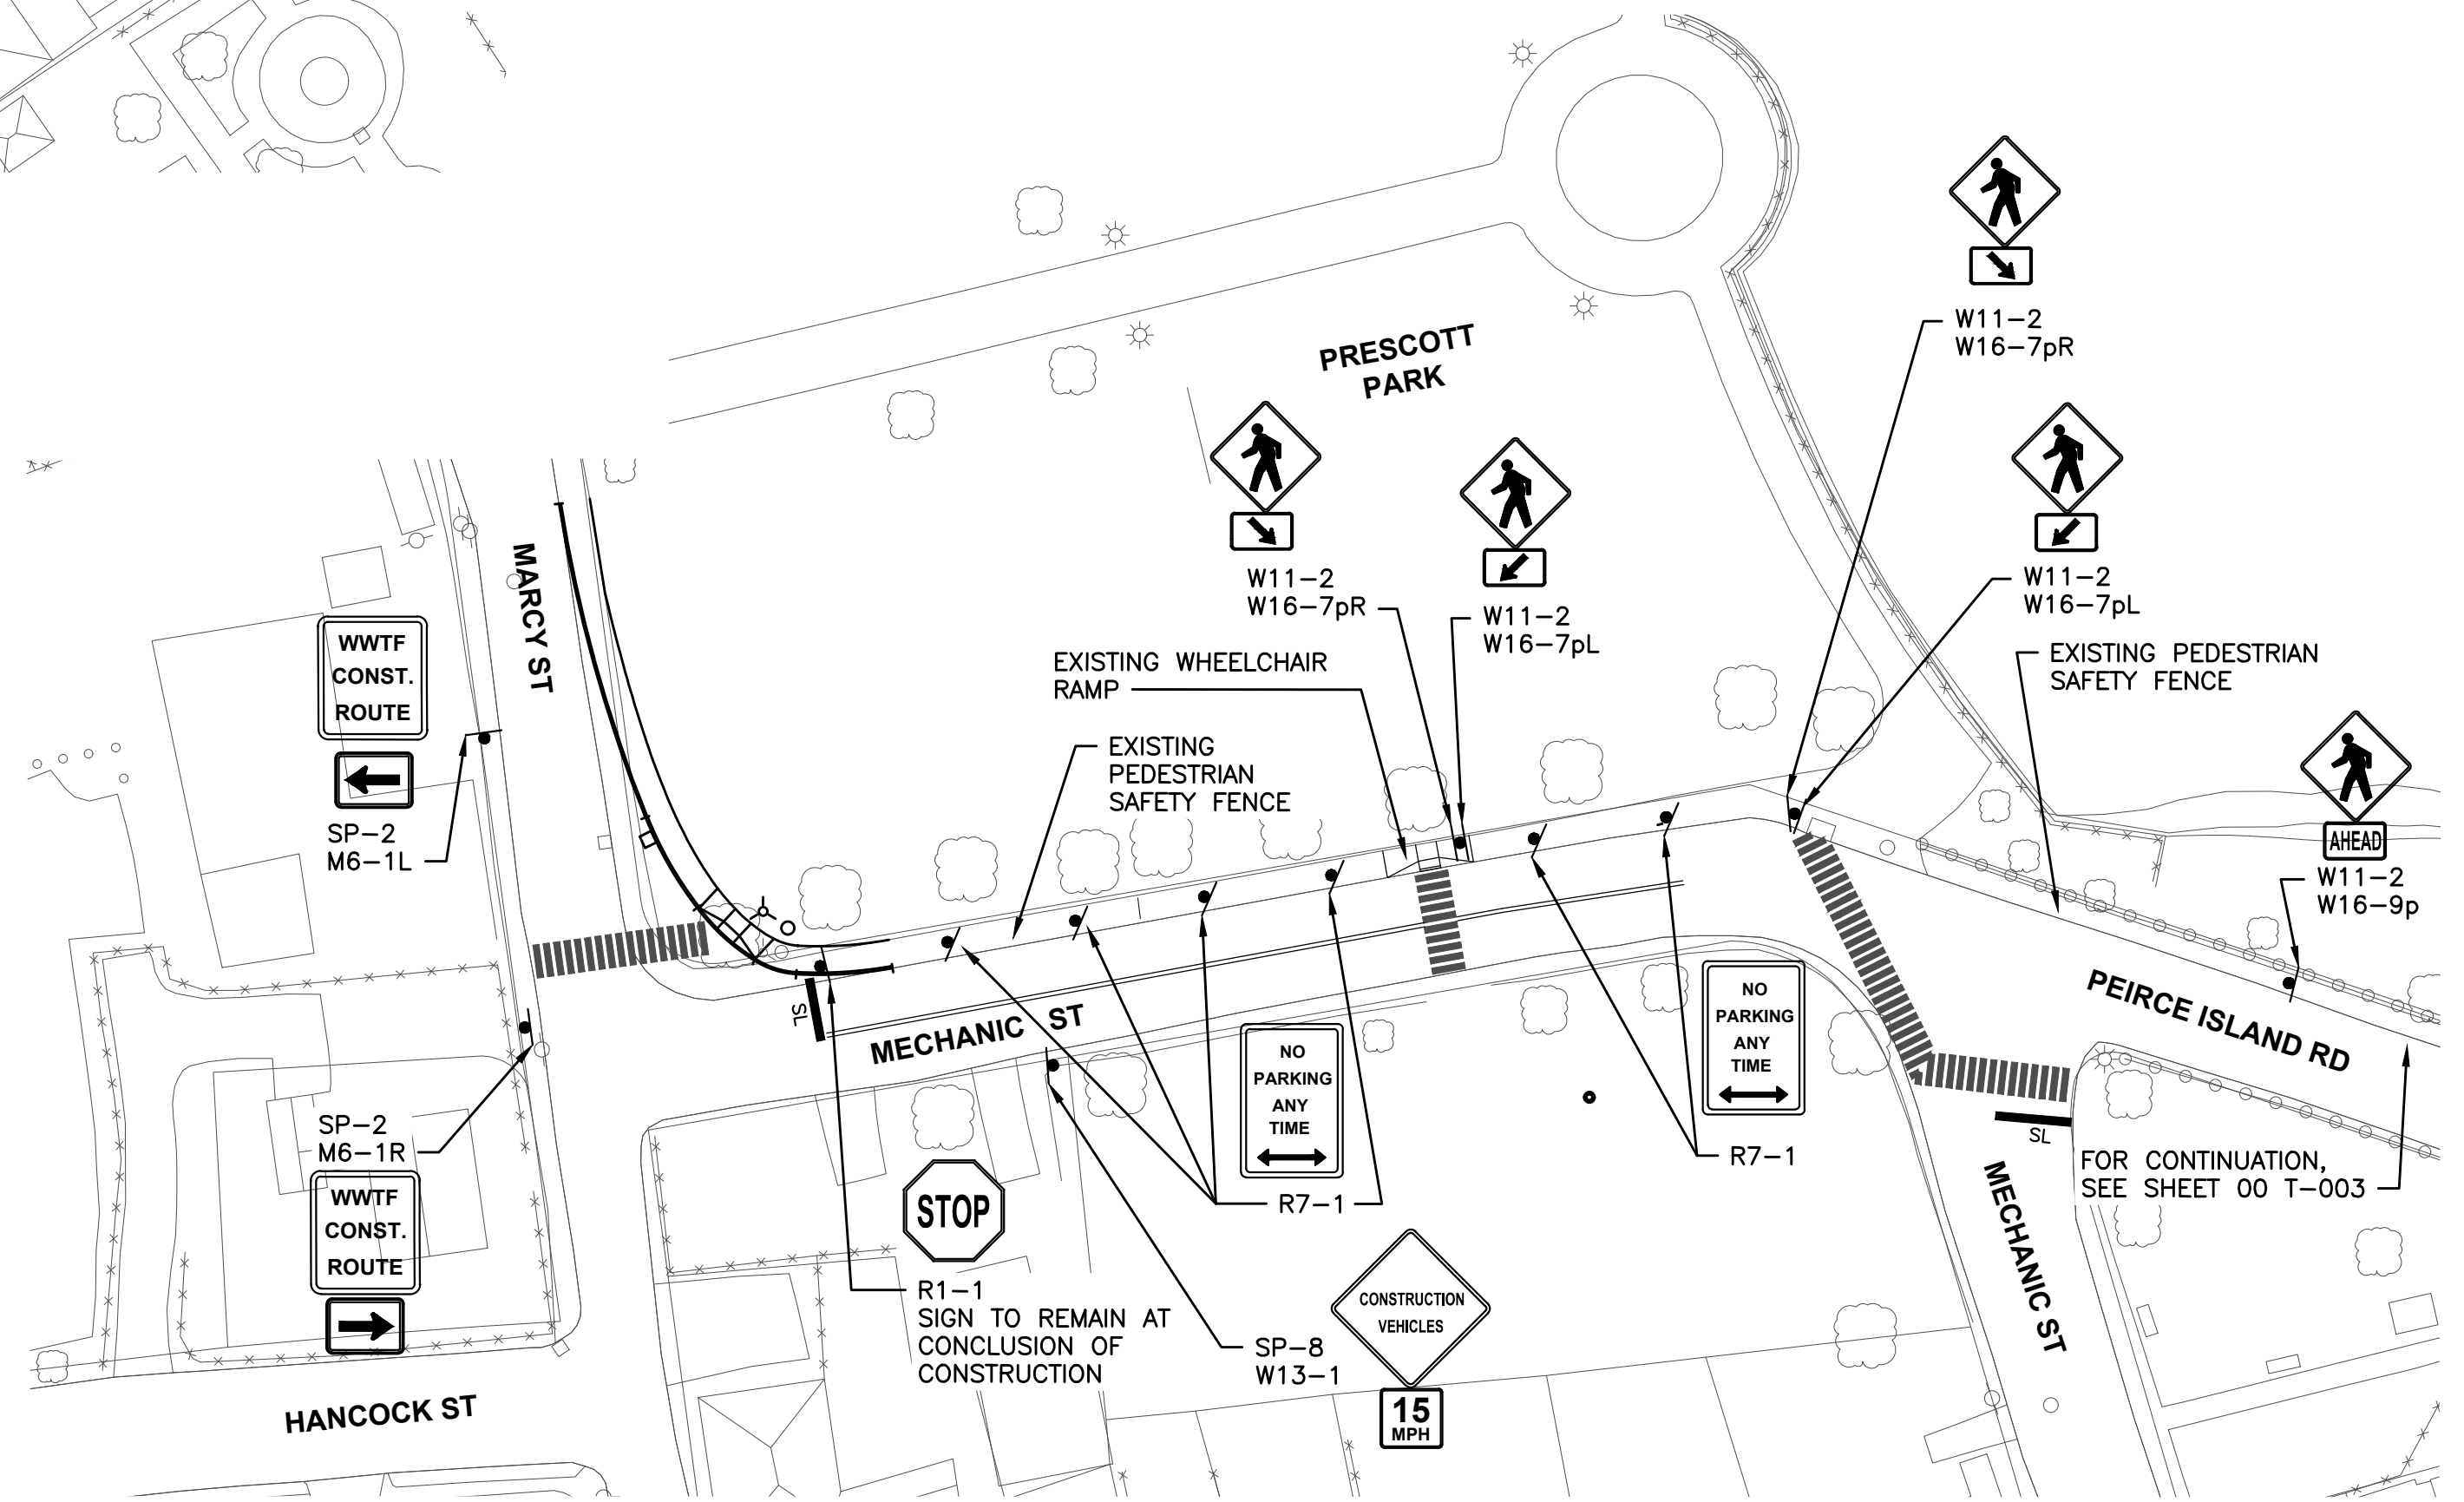 W11-2
W16-7pR
PRESCOTT
PARK
MARCY ST
W11-2
W16-7pR
W11-2
W16-7pL
W11-2
W16-7pL
WWTF
CONST.
ROUTE
SP-2
M6-1L
EXISTING WHEELCHAIR
RAMP
EXISTING
PEDESTRIAN
SAFETY FENCE
EXISTING PEDESTRIAN
SAFETY FENCE
AHEAD
W11-2
W16-9p
SL
MECHANIC ST
PEIRCE ISLAND RD
NO
PARKING
ANY
TIME
R7-1
NO
PARKING
ANY
TIME
R7-1
SL
FOR CONTINUATION,
SEE SHEET 00 T-003
MECHANIC ST
SP-2
M6-1R
WWTF
CONST.
ROUTE
STOP
R1-1
SIGN TO REMAIN AT
CONCLUSION OF
CONSTRUCTION
CONSTRUCTION
VEHICLES
SP-8
W13-1
15
MPH
HANCOCK ST